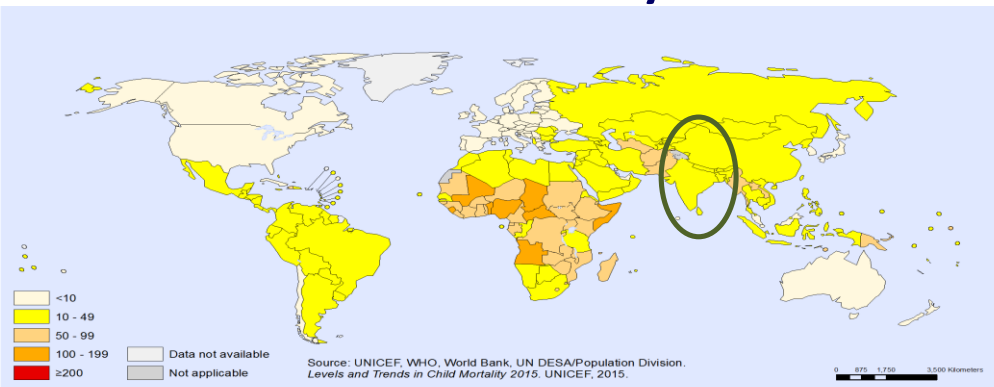 <10
10 - 49
50 - 99
100 - 199
≥200
Data not available
Not applicable
Source: UNICEF, WHO, World Bank, UN DESA/Population Division.
Levels and Trends in Child Mortality 2015. UNICEF, 2015.
0 875 1,750 3,500 Kilometers